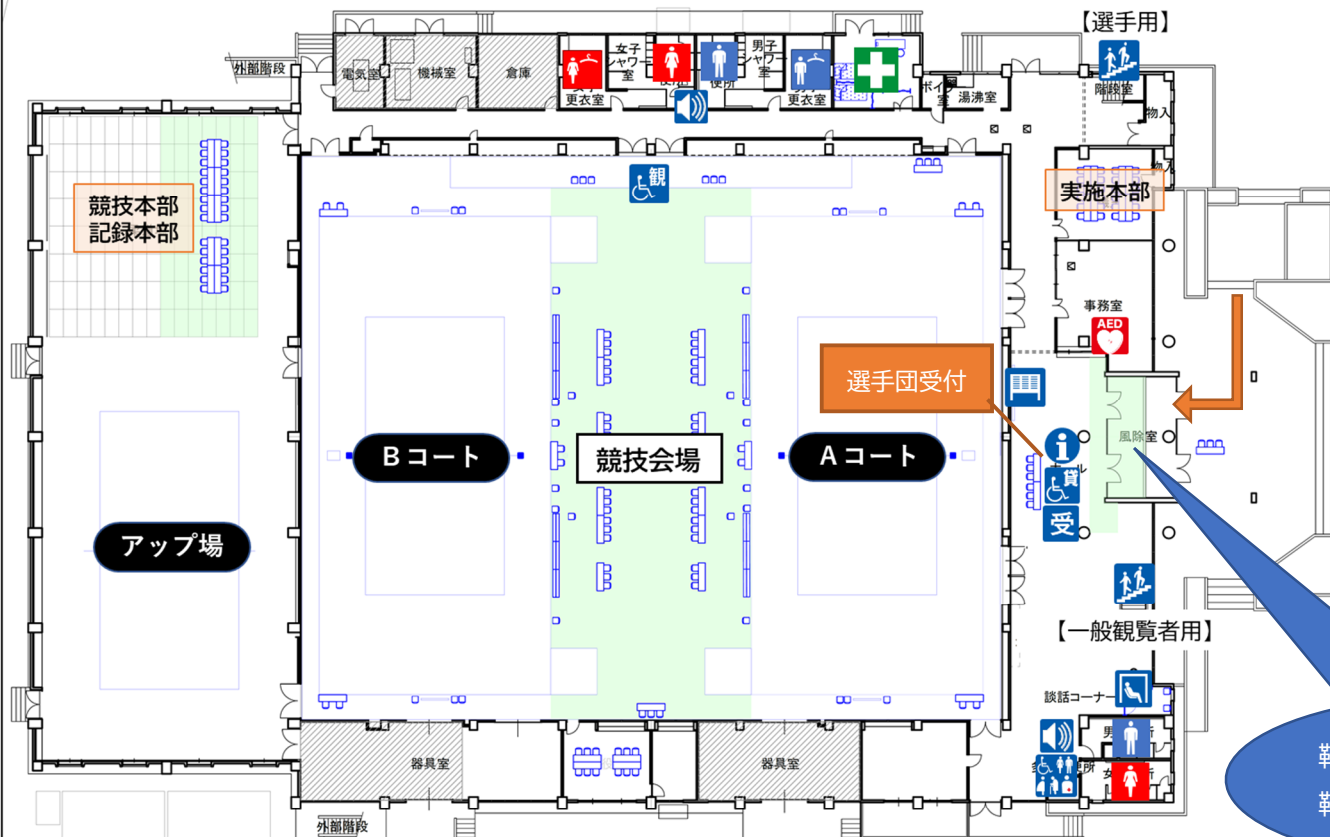 【選手用】
外部階段
電気室
機械室
倉庫
更衣室
女子
シャワー
室
便所
男子
シャワー
室
更衣室
湯沸室
階段室
物入
観
競技本部
記録本部
実施本部
事務室
AED
選手団受付
風除室
貸
受
Bコート
競技会場
Aコート
アップ場
【一般観覧者用】
談話コーナー
器具室
器具室
外部階段